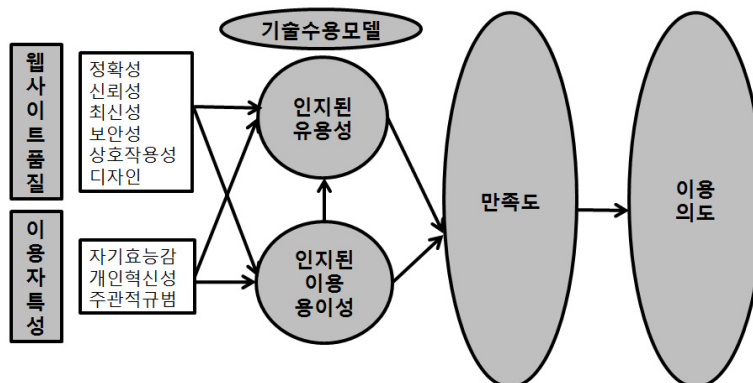 기술수용모델
웹사이트품질
정확성
신뢰성
최신성
보안성
상호작용성
디자인
이용자특성
자기효능감
개인혁신성
주관적규범
인지된
유용성
인지된
이용
용이성
만족도
이용
의도